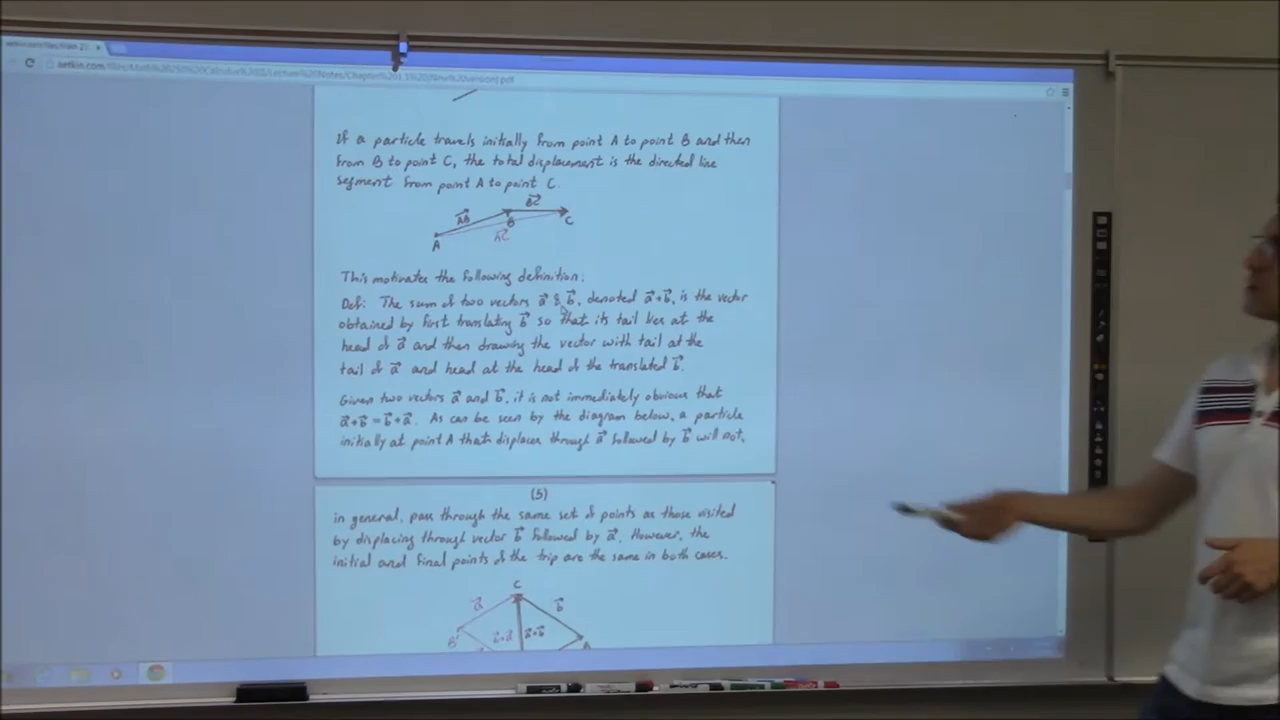 If a particle travels initially from point A to point B and then
from B to point C, the total displacement is the directed line
segment from point A to point C.
AB BC
A B C
AC
This motivates the following definition.
Def: The sum of two vectors a & b, denoted a+b, is the vector
obtained by first translating b so that its tail lies at the
head of a and then drawing the vector with tail at the
tail of a and head at the head of the translated b.
Given two vectors a and b, it is not immediately obvious that
a+b = b+a. As can be seen by the diagram below, a particle
initially at point A that displaces through a followed by b will not,
(5)
in general, pass through the same set of points as those visited
by displacing through vector b followed by a. However, the
initial and final points of the trip are the same in both cases.
C
a b
b+a a+b
B'